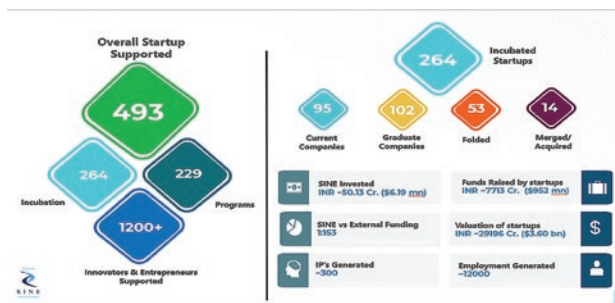 Overall Startup
Supported
493
264
229
Incubation
Programs
1200+
Innovators & Entrepreneurs
Supported
SINE
264
Incubated
Startups
95
102
53
14
Current
Companies
Graduate
Companies
Folded
Merged/
Acquired
SINE Invested
INR ~50.13 Cr. ($6.19 mn)
Funds Raised by startups
INR ~7713 Cr. ($952 mn)
SINE vs External Funding
1:153
Valuation of startups
INR ~29196 Cr. ($3.60 bn)
$
IP's Generated
~300
Employment Generated
~12000